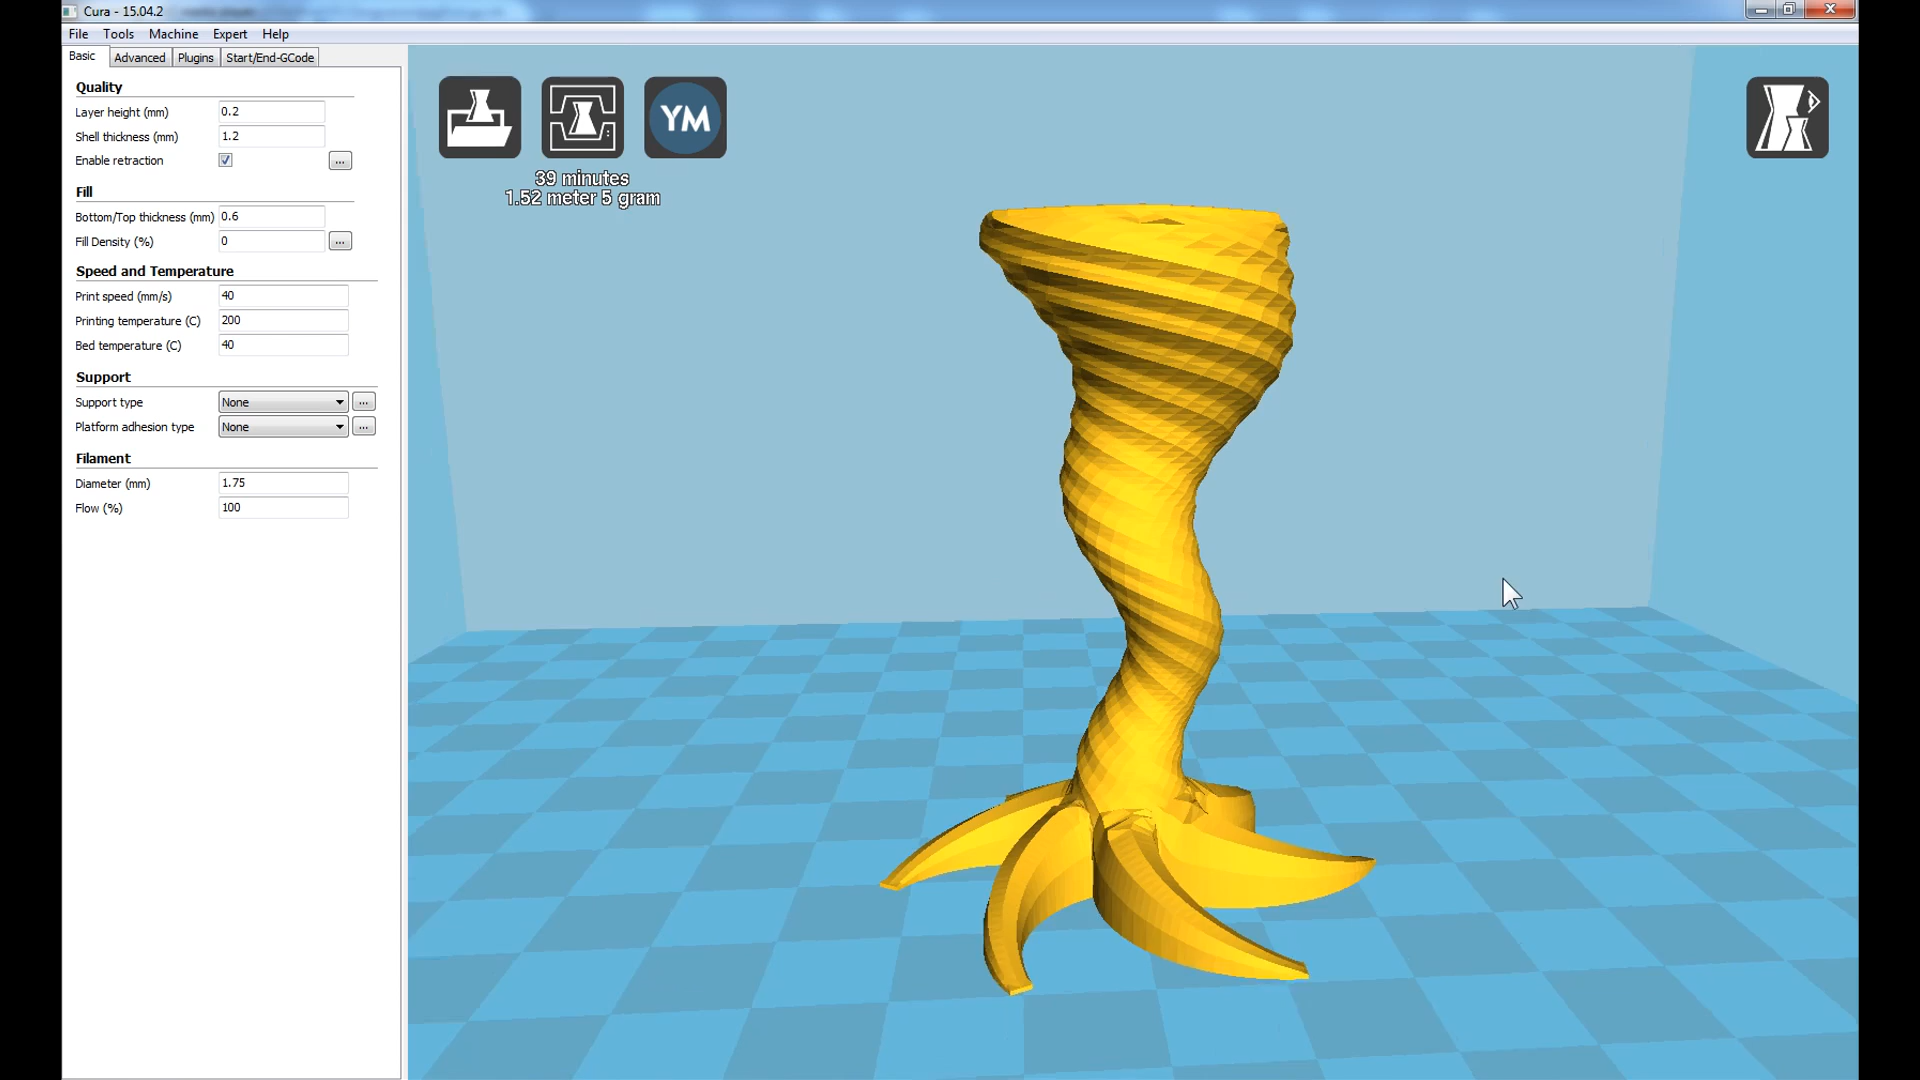 Cura - 15.04.2
File Tools Machine Expert Help
Basic Advanced Plugins Start/End-GCode
Quality
Layer height (mm) 0.2
Shell thickness (mm) 1.2
Enable retraction ...
Fill
Bottom/Top thickness (mm) 0.6
Fill Density (%) 0 ...
Speed and Temperature
Print speed (mm/s) 40
Printing temperature (C) 200
Bed temperature (C) 40
Support
Support type None ...
Platform adhesion type None ...
Filament
Diameter (mm) 1.75
Flow (%) 100
YM
39 minutes
1.52 meter 5 gram